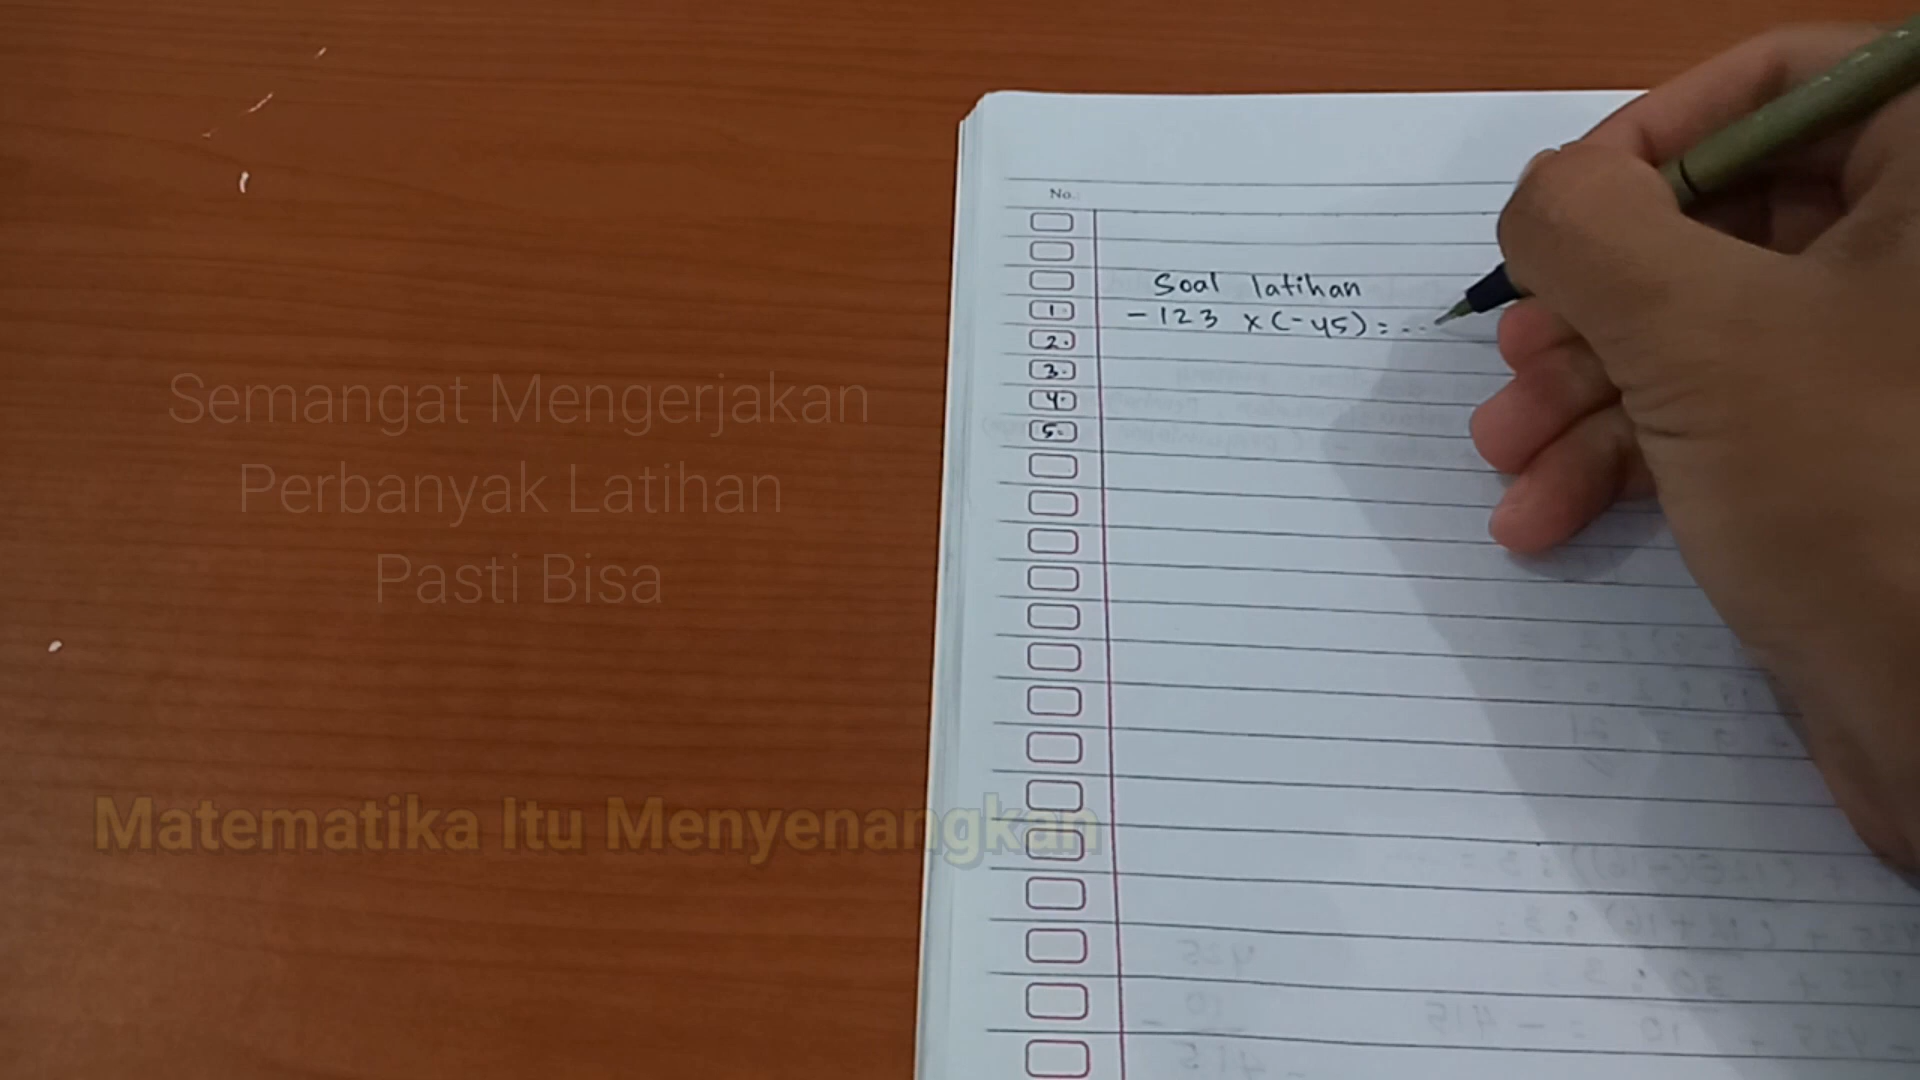 Semangat Mengerjakan
Perbanyak Latihan
Pasti Bisa
Matematika Itu Menyenangkan
No.:
Soal latihan
1. -123 x (-45) = ...
2.
3.
4.
5.